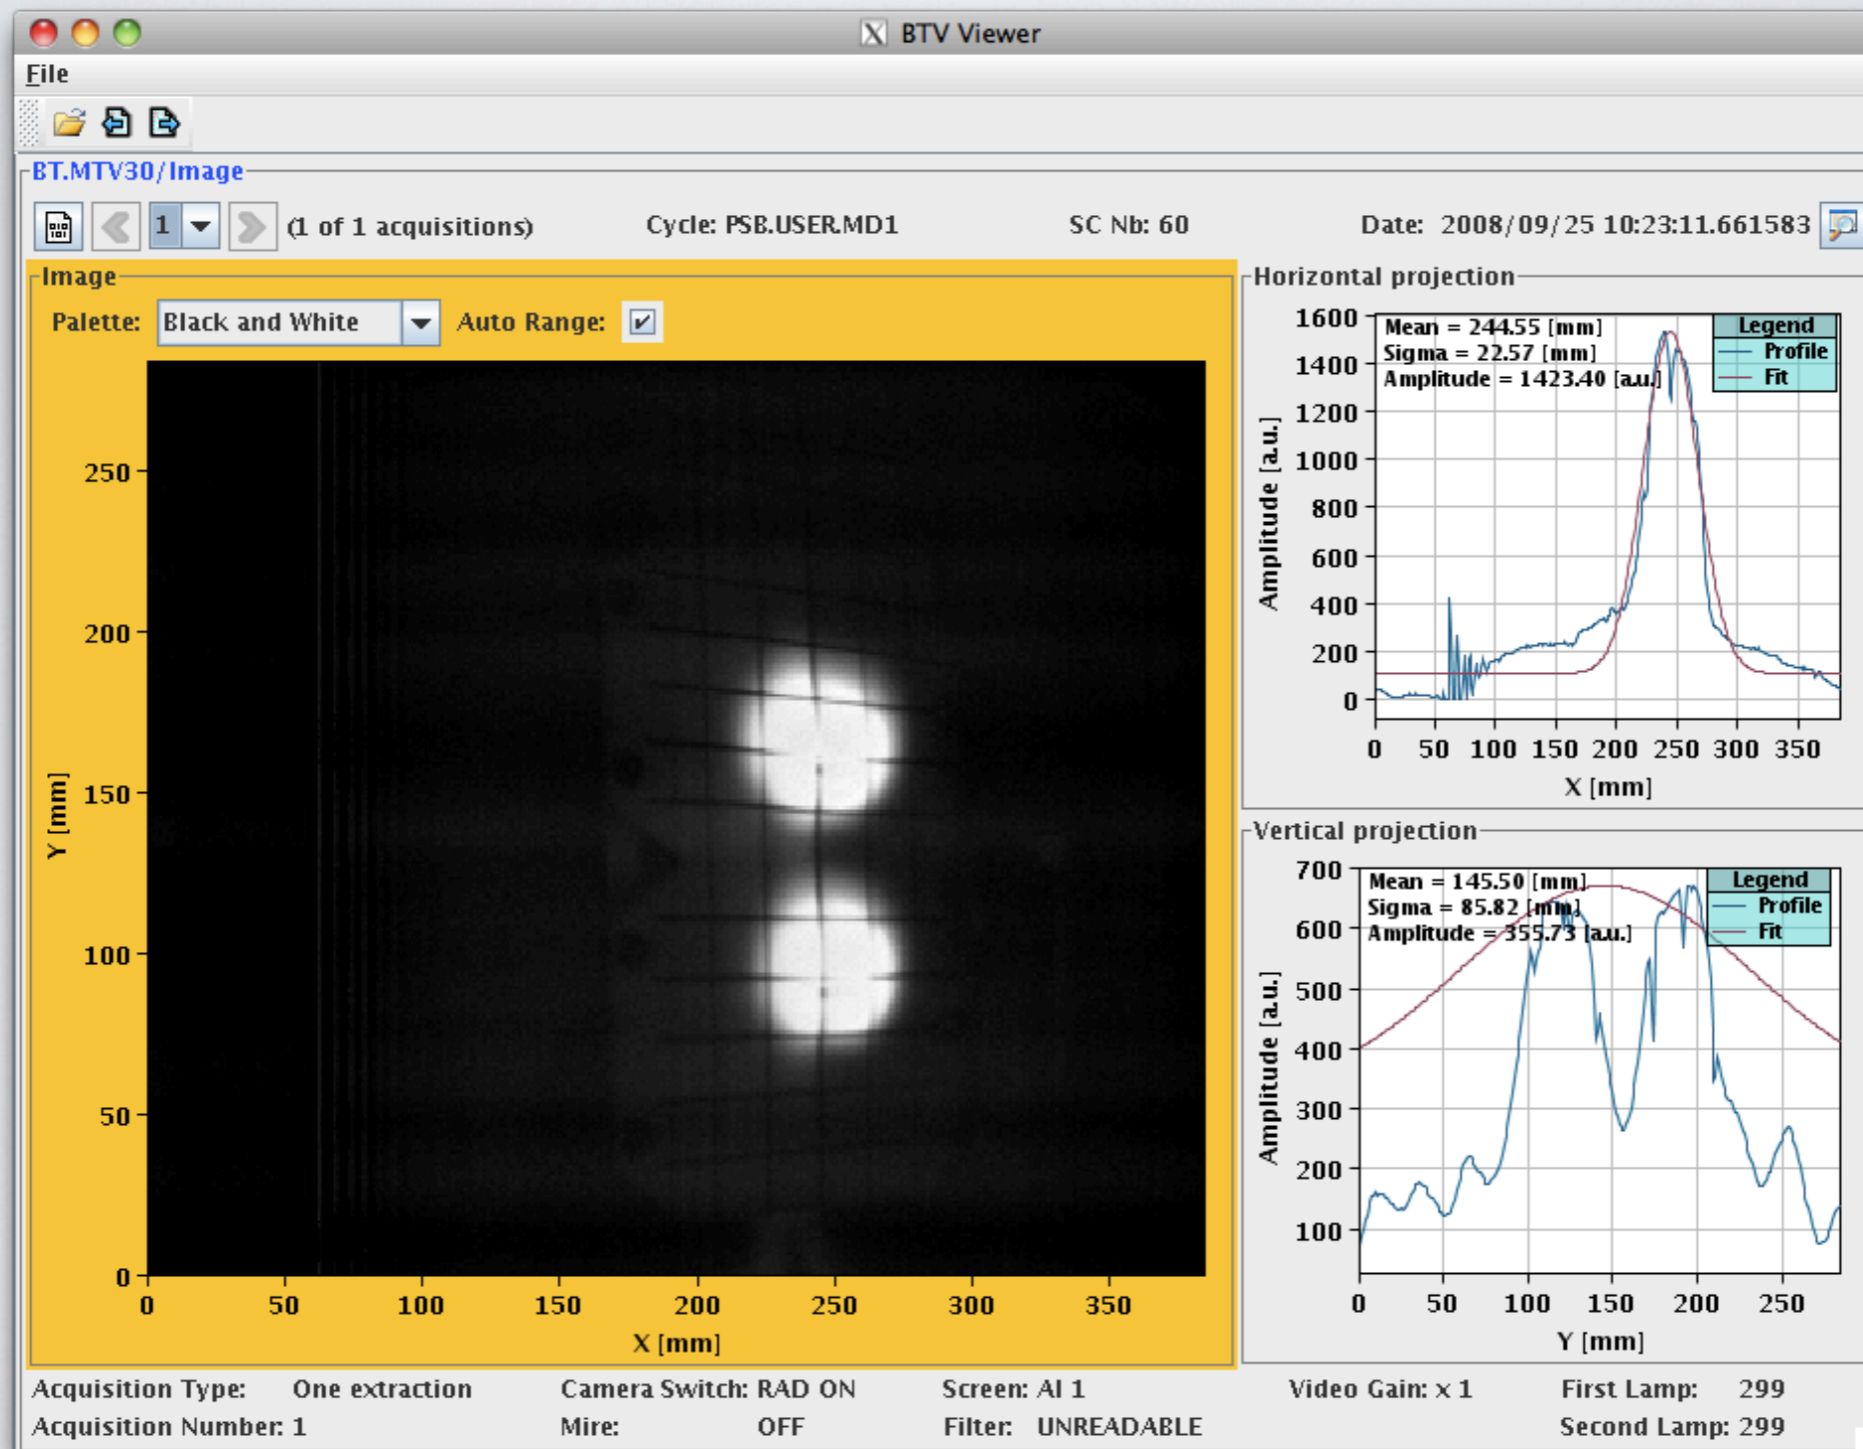 BTV Viewer
File
BT.MTV30/Image
1 (1 of 1 acquisitions) Cycle: PSB.USER.MD1 SC Nb: 60 Date: 2008/09/25 10:23:11.661583
Image
Palette: Black and White Auto Range:
250
200
150
100
50
0
Y [mm]
0 50 100 150 200 250 300 350
X [mm]
Horizontal projection
Mean = 244.55 [mm]
Sigma = 22.57 [mm]
Amplitude = 1423.40 [a.u.]
Legend
Profile
Fit
1600
1400
1200
1000
800
600
400
200
0
Amplitude [a.u.]
0 50 100 150 200 250 300 350
X [mm]
Vertical projection
Mean = 145.50 [mm]
Sigma = 85.82 [mm]
Amplitude = 355.73 [a.u.]
Legend
Profile
Fit
700
600
500
400
300
200
100
Amplitude [a.u.]
0 50 100 150 200 250
Y [mm]
Acquisition Type: One extraction Camera Switch: RAD ON Screen: Al 1 Video Gain: x 1 First Lamp: 299
Acquisition Number: 1 Mire: OFF Filter: UNREADABLE Second Lamp: 299